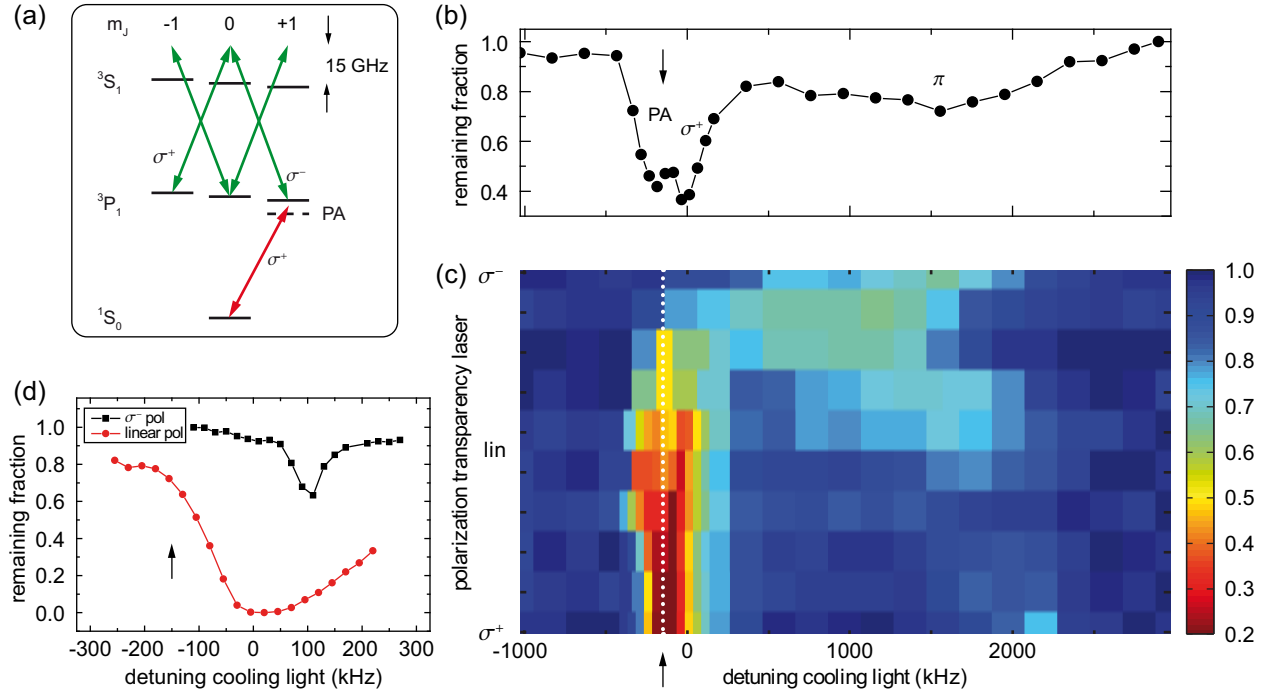 (a)
m_J -1 0 +1
15 GHz
³S₁
σ⁺
σ⁻
³P₁
PA
σ⁺
¹S₀
(b)
1.0
0.8
0.6
0.4
remaining fraction
PA
σ⁺
π
-1000 0 1000 2000
(c)
σ⁻
lin
σ⁺
polarization transparency laser
-1000 0 1000 2000
detuning cooling light (kHz)
1.0
0.9
0.8
0.7
0.6
0.5
0.4
0.3
0.2
(d)
σ⁻ pol
linear pol
1.0
0.8
0.6
0.4
0.2
0.0
remaining fraction
-300 -200 -100 0 100 200 300
detuning cooling light (kHz)